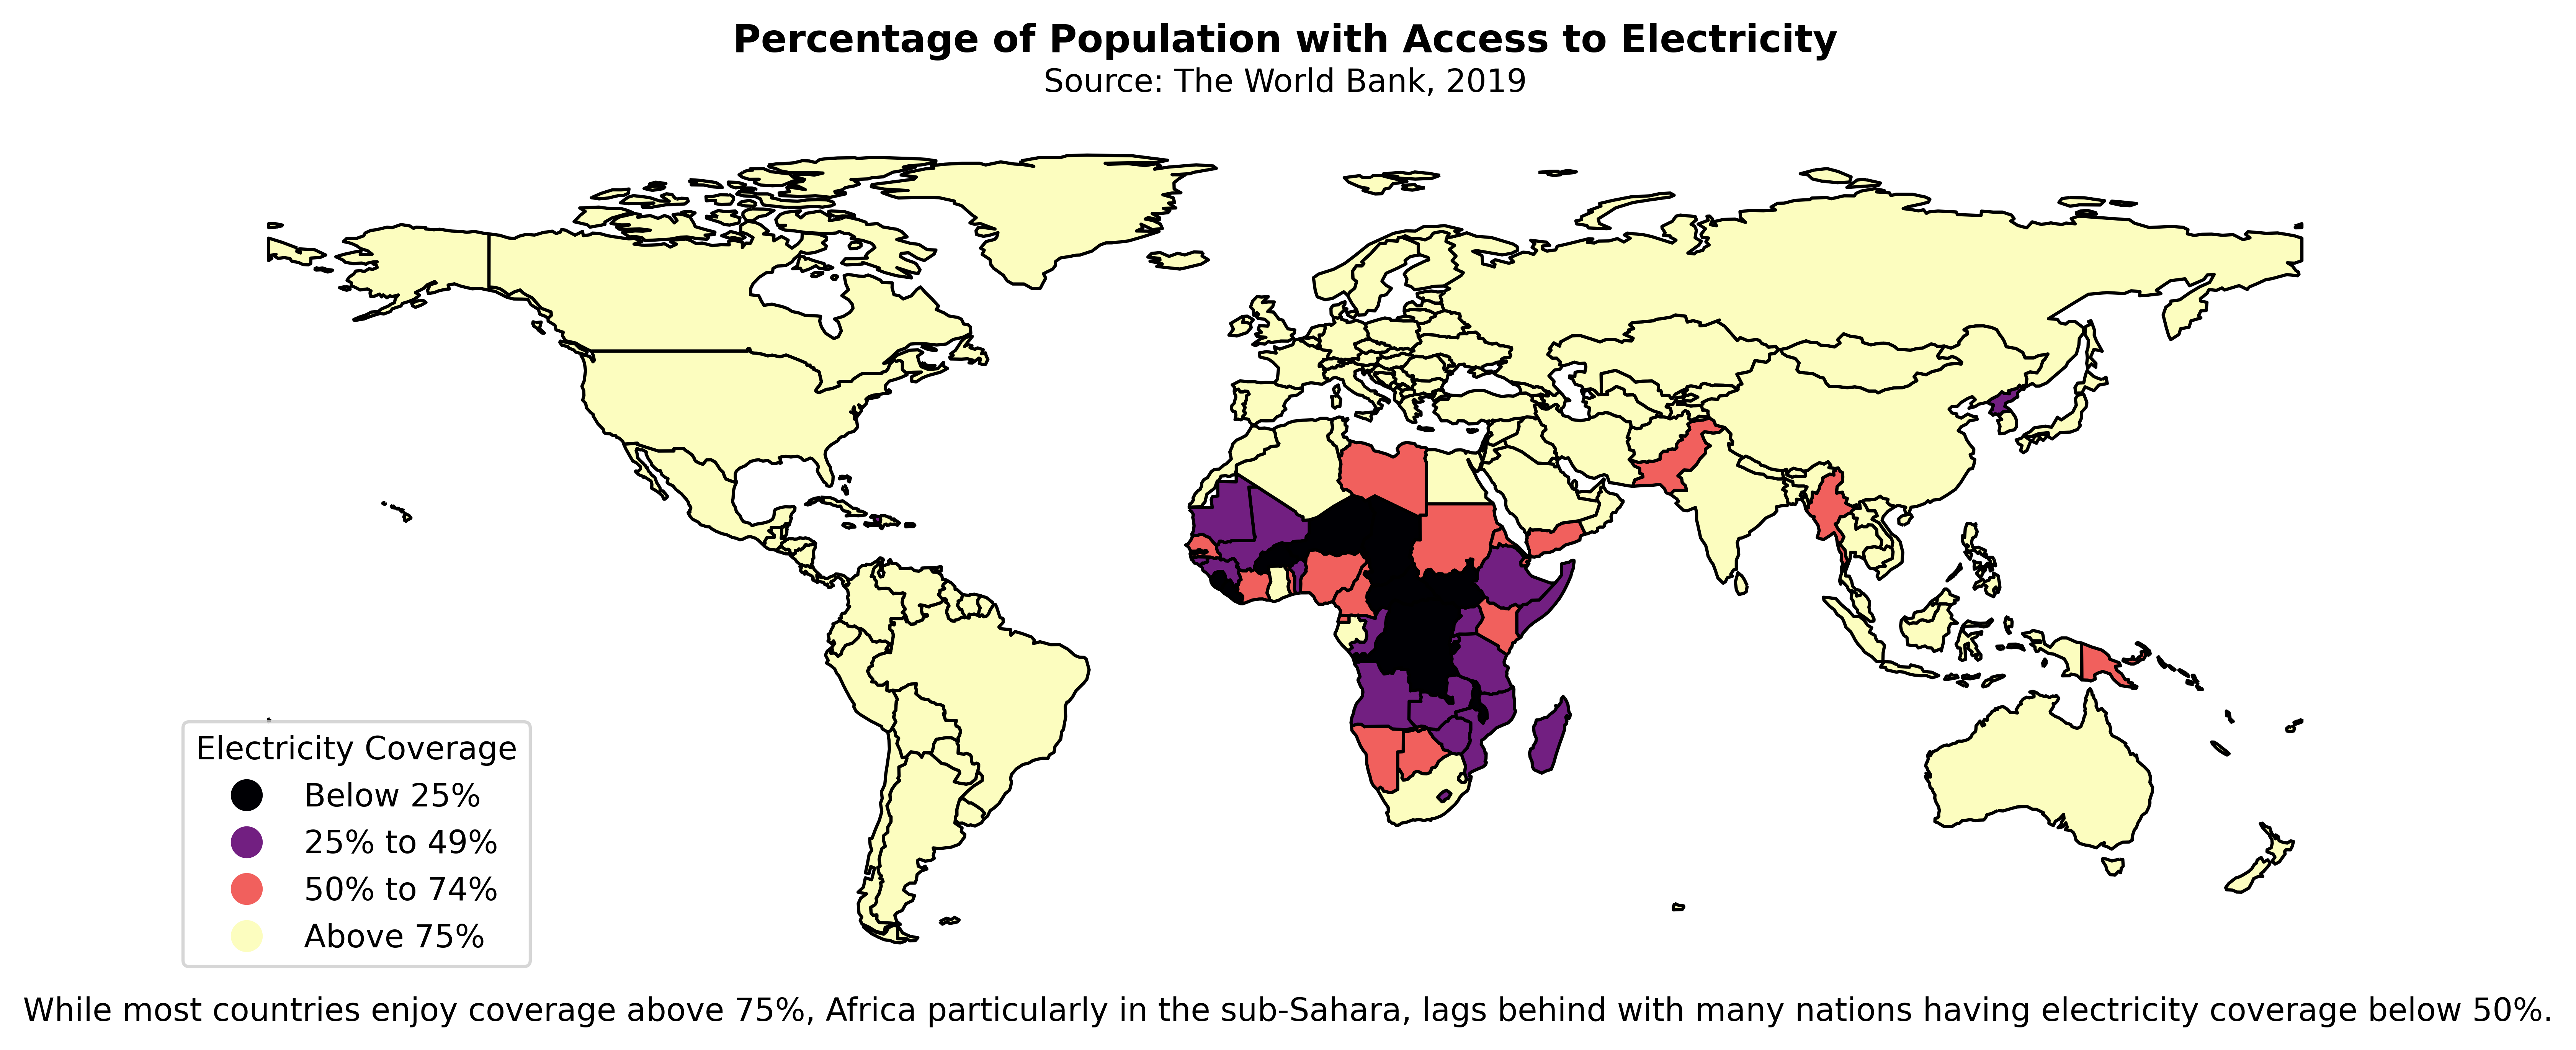 Percentage of Population with Access to Electricity
Source: The World Bank, 2019
Electricity Coverage
Below 25%
25% to 49%
50% to 74%
Above 75%
While most countries enjoy coverage above 75%, Africa particularly in the sub-Sahara, lags behind with many nations having electricity coverage below 50%.